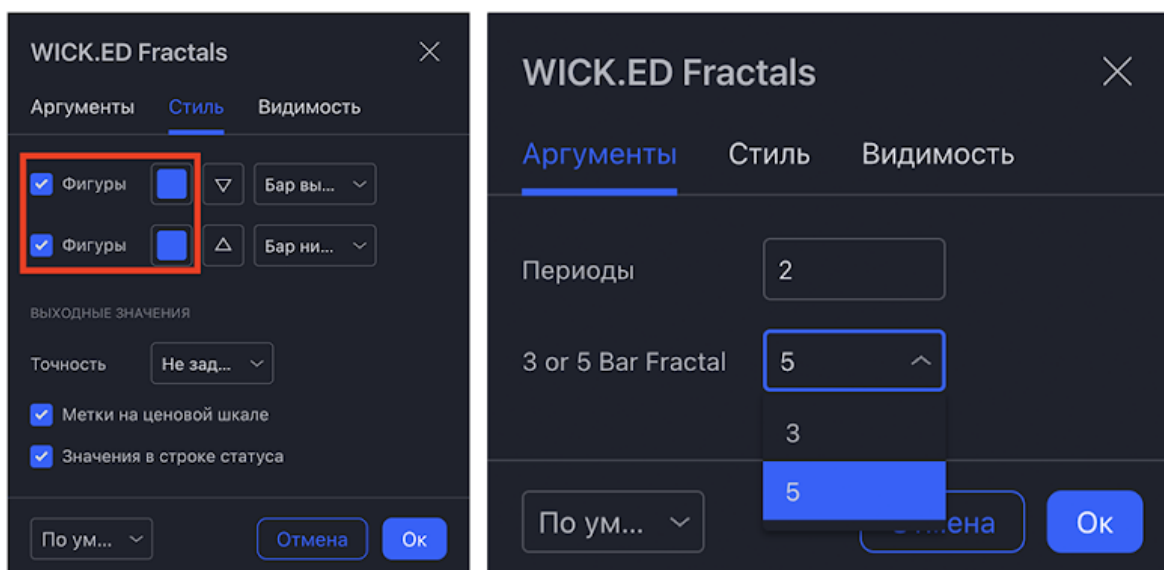 WICK.ED Fractals
Аргументы Стиль Видимость
Фигуры Бар вы...
Фигуры Бар ни...
ВЫХОДНЫЕ ЗНАЧЕНИЯ
Точность Не зад...
Метки на ценовой шкале
Значения в строке статуса
По ум... Отмена Ок
WICK.ED Fractals
Аргументы Стиль Видимость
Периоды 2
3 or 5 Bar Fractal 5
3
5
По ум... Отмена Ок